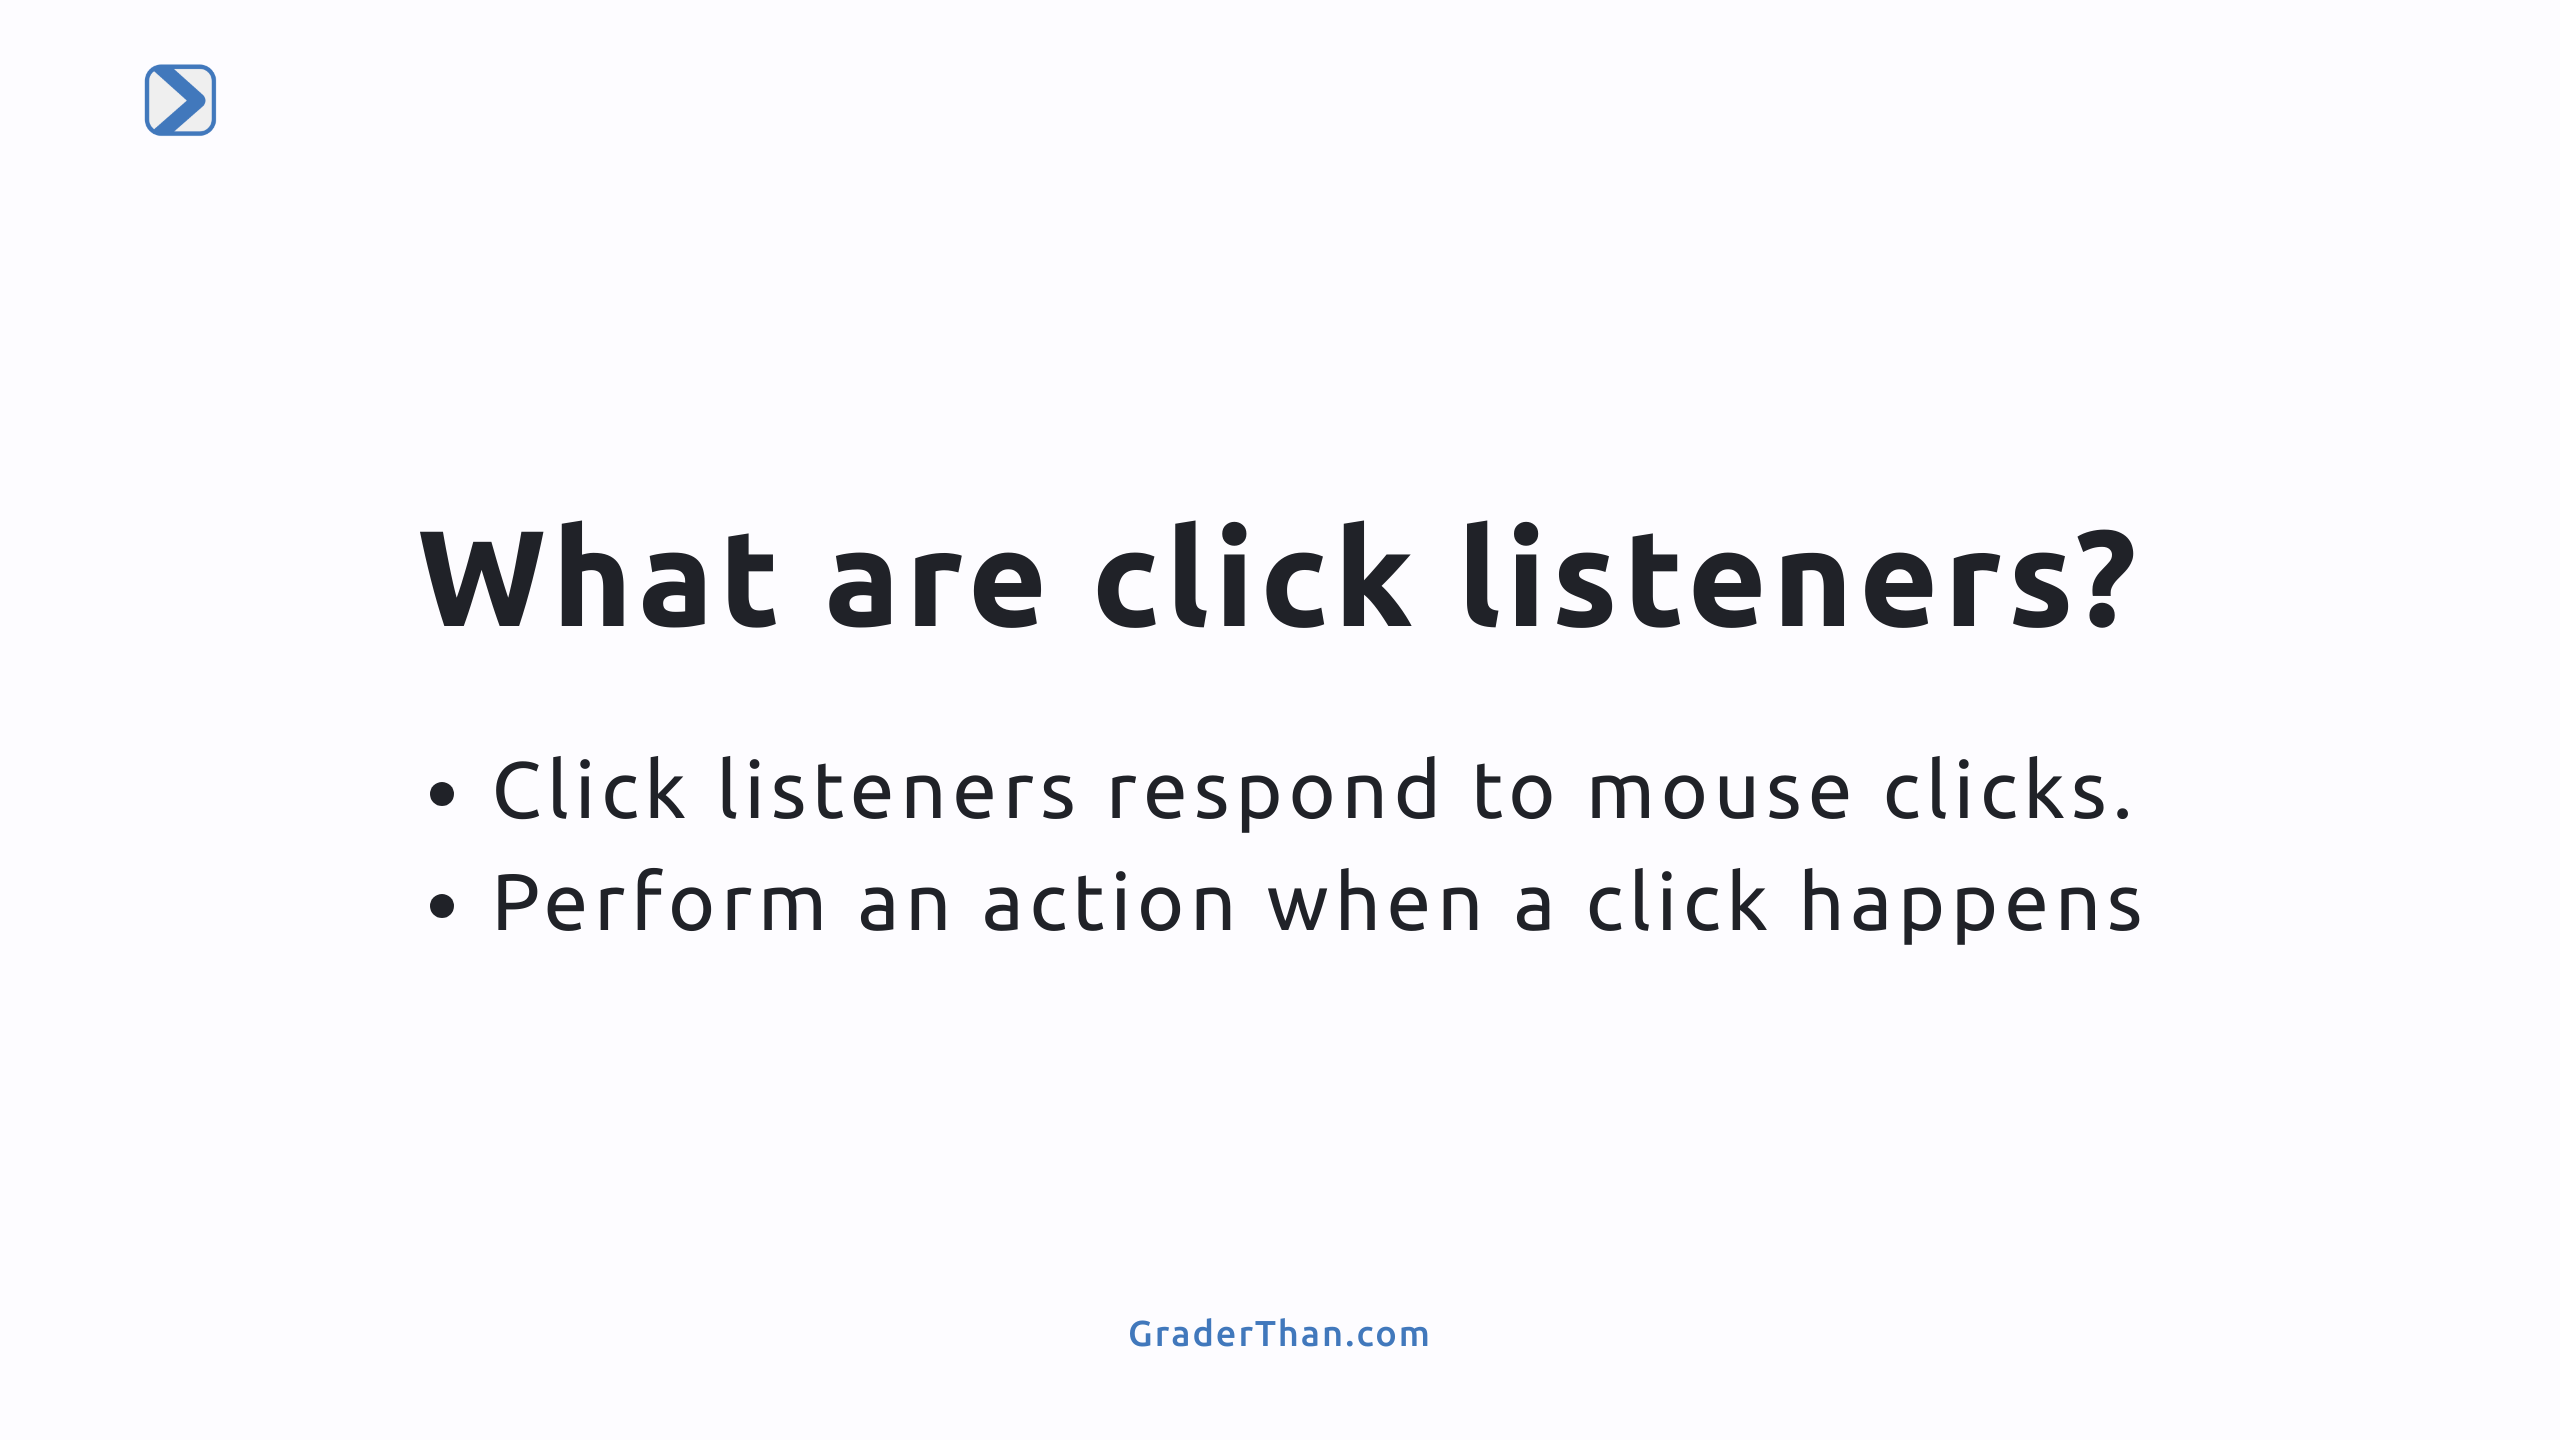 What are click listeners?
• Click listeners respond to mouse clicks.
• Perform an action when a click happens
GraderThan.com